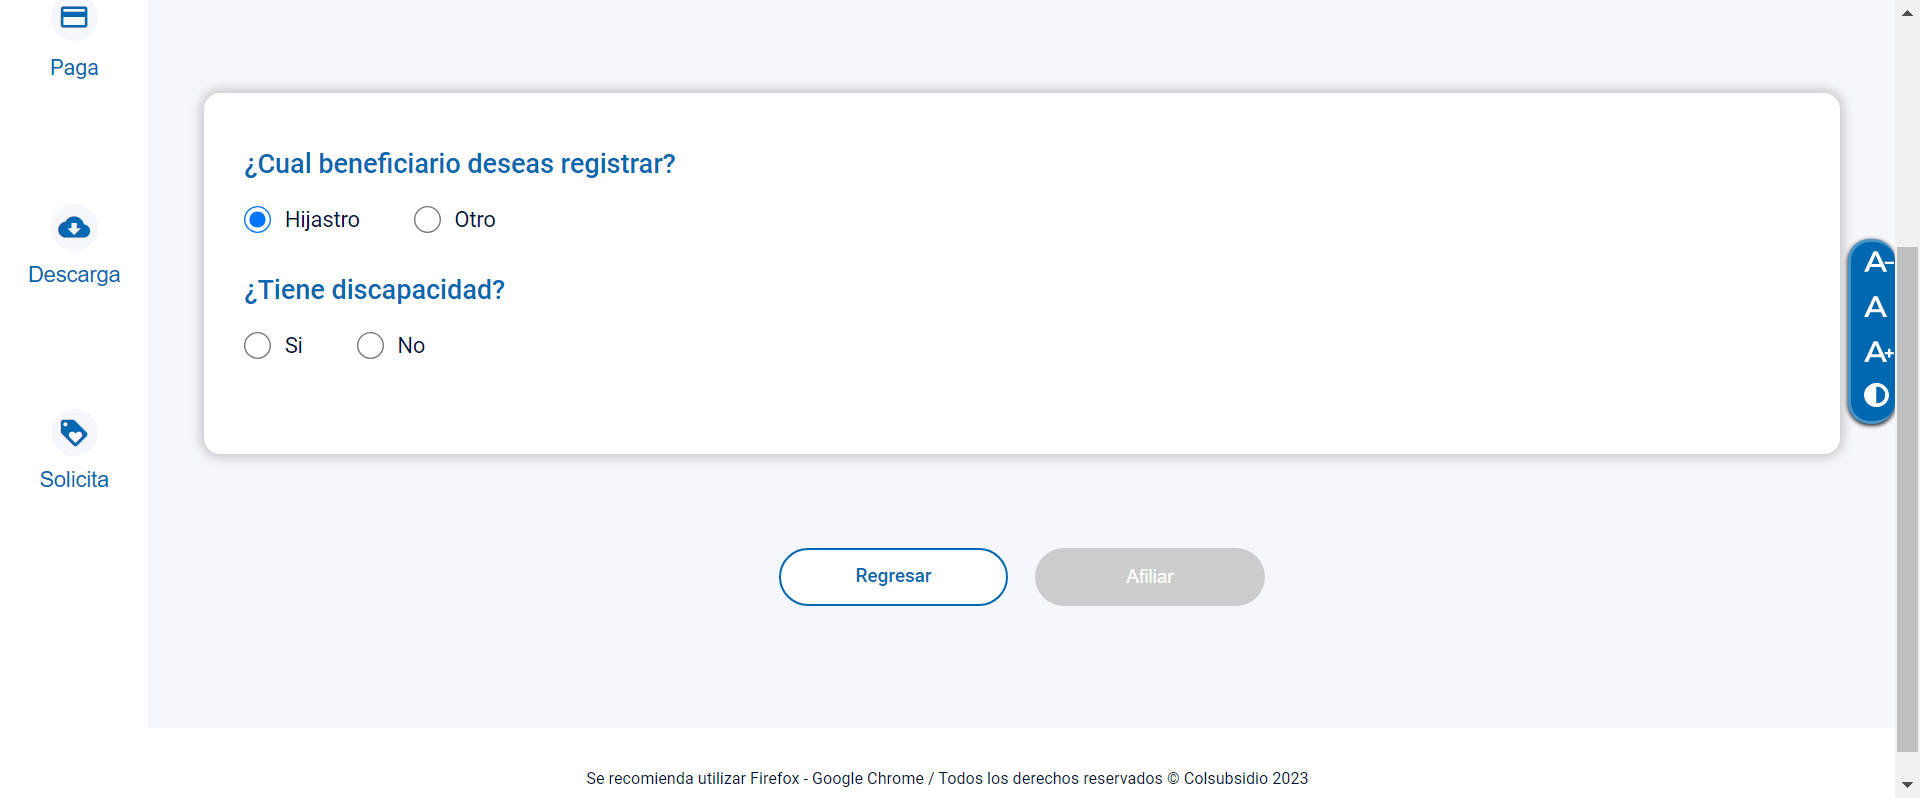 Paga
Descarga
Solicita
¿Cual beneficiario deseas registrar?
Hijastro Otro
¿Tiene discapacidad?
Si No
Regresar Afiliar
A-
A
A+
Se recomienda utilizar Firefox - Google Chrome / Todos los derechos reservados © Colsubsidio 2023